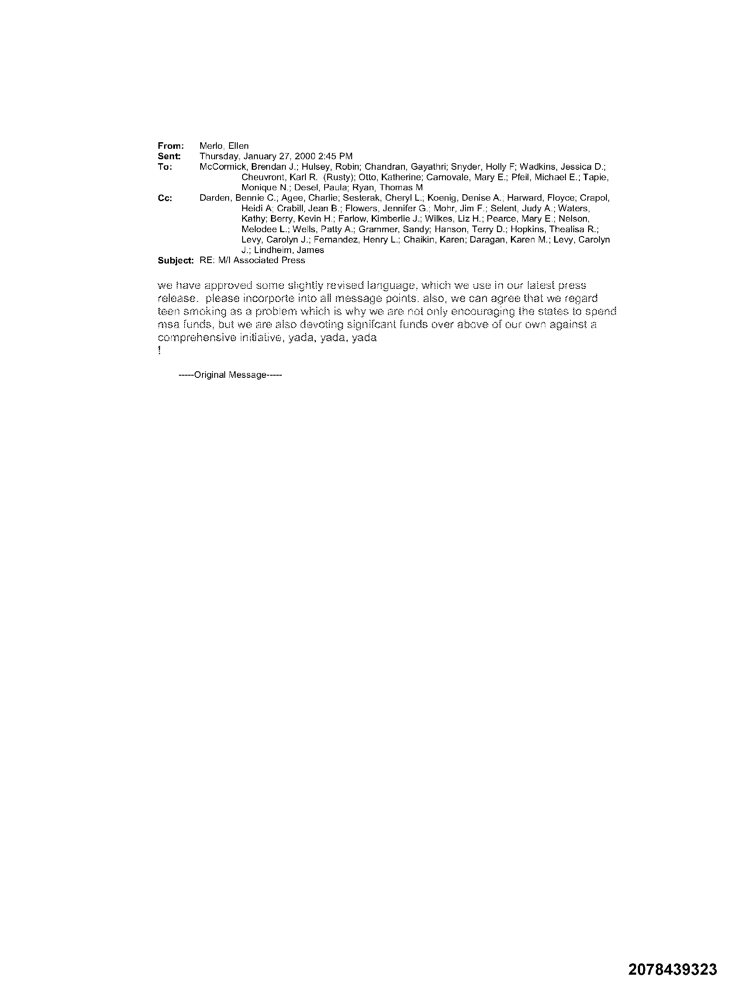 From: Merlo, Ellen
Sent: Thursday, January 27, 2000 2:45 PM
To: McCormick, Brendan J.; Hulsey, Robin; Chandran, Gayathri; Snyder, Holly F; Wadkins, Jessica D.;
Cheuvront, Karl R. (Rusty); Otto, Katherine; Carnovale, Mary E.; Pfeil, Michael E.; Tapie,
Monique N.; Desel, Paula; Ryan, Thomas M
Cc: Darden, Bennie C.; Agee, Charlie; Sesterak, Cheryl L.; Koenig, Denise A.; Harward, Floyce; Crapol,
Heidi A; Crabill, Jean B.; Flowers, Jennifer G.; Mohr, Jim F.; Selent, Judy A.; Waters,
Kathy; Berry, Kevin H.; Farlow, Kimberlie J.; Wilkes, Liz H.; Pearce, Mary E.; Nelson,
Melodee L.; Wells, Patty A.; Grammer, Sandy; Hanson, Terry D.; Hopkins, Thealisa R.;
Levy, Carolyn J.; Fernandez, Henry L.; Chaikin, Karen; Daragan, Karen M.; Levy, Carolyn
J.; Lindheim, James
Subject: RE: M/I Associated Press
we have approved some slightly revised language, which we use in our latest press
release. please incorporte into all message points. also, we can agree that we regard
teen smoking as a problem which is why we are not only encouraging the states to spend
msa funds, but we are also devoting signifcant funds over above of our own against a
comprehensive initiative, yada, yada, yada
!
-----Original Message-----
2078439323